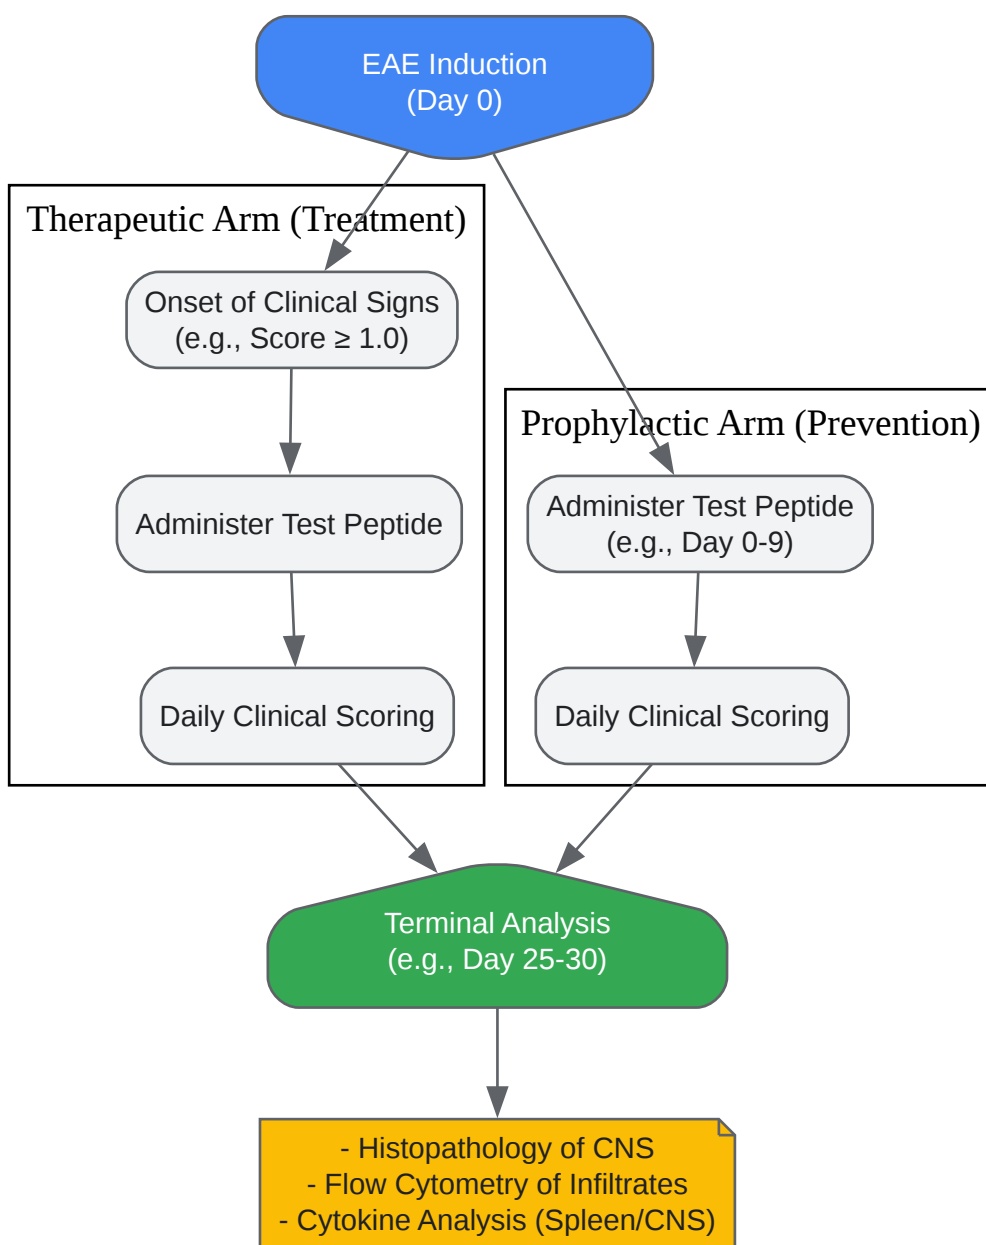 EAE Induction
(Day 0)
Therapeutic Arm (Treatment)
Onset of Clinical Signs
(e.g., Score ≥ 1.0)
Administer Test Peptide
Daily Clinical Scoring
Prophylactic Arm (Prevention)
Administer Test Peptide
(e.g., Day 0-9)
Daily Clinical Scoring
Terminal Analysis
(e.g., Day 25-30)
- Histopathology of CNS
- Flow Cytometry of Infiltrates
- Cytokine Analysis (Spleen/CNS)